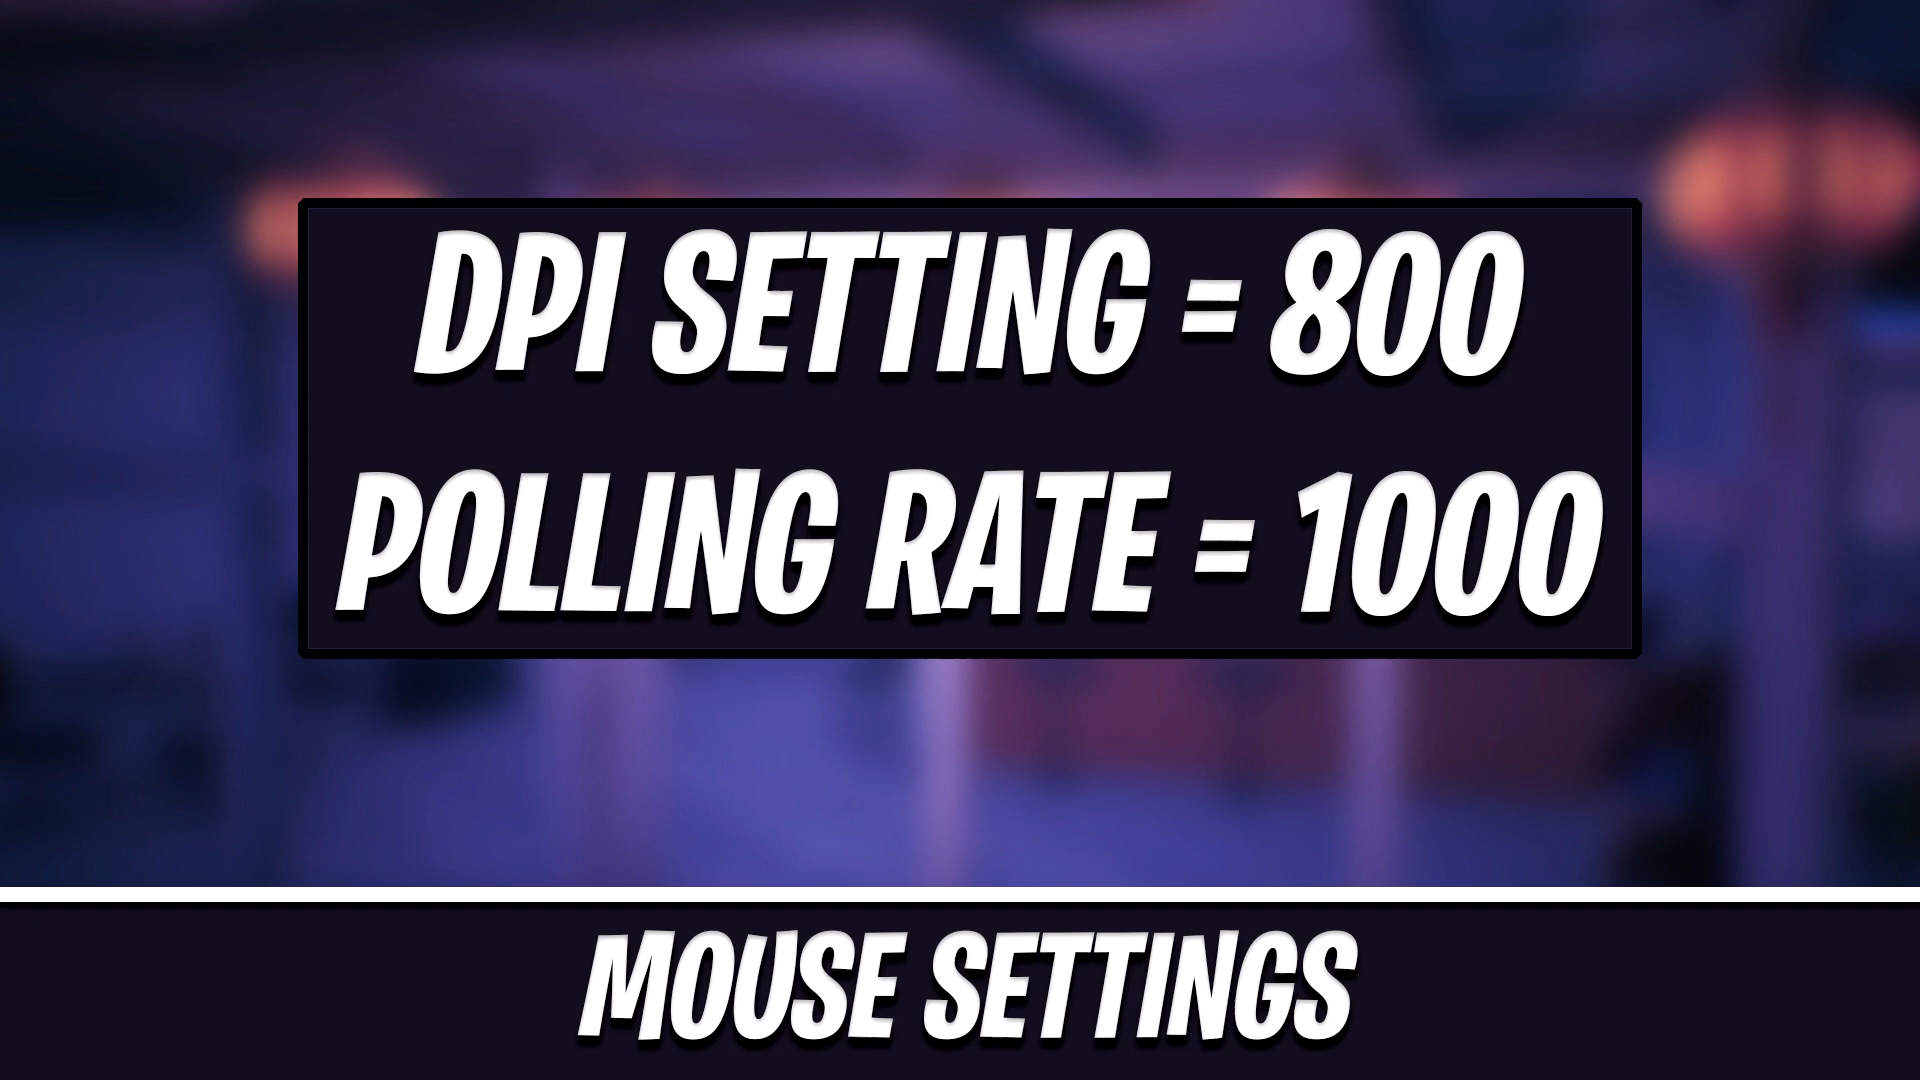 DPI SETTING = 800
POLLING RATE = 1000
MOUSE SETTINGS